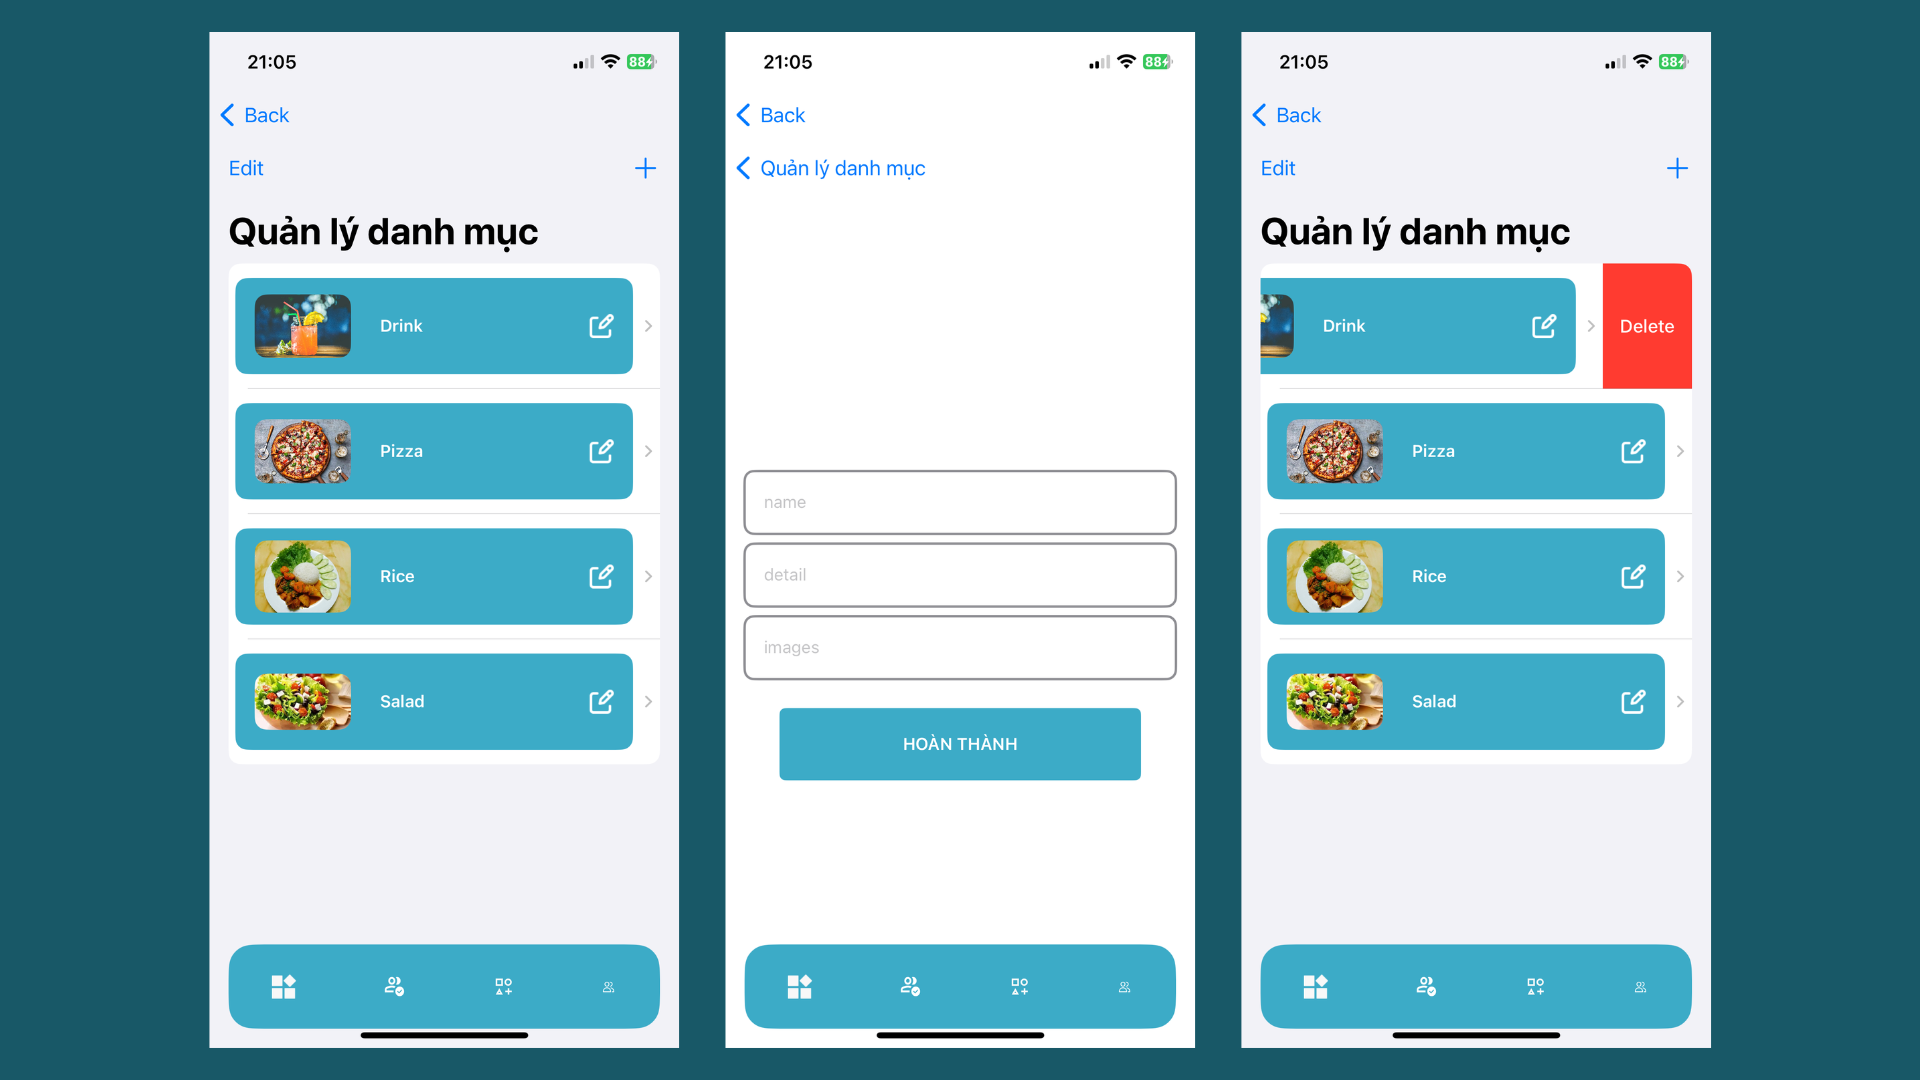 21:05
88
Back
Edit
Quản lý danh mục
Drink
Pizza
Rice
Salad
21:05
88
Back
Quản lý danh mục
name
detail
images
HOÀN THÀNH
21:05
88
Back
Edit
Quản lý danh mục
Drink
Delete
Pizza
Rice
Salad